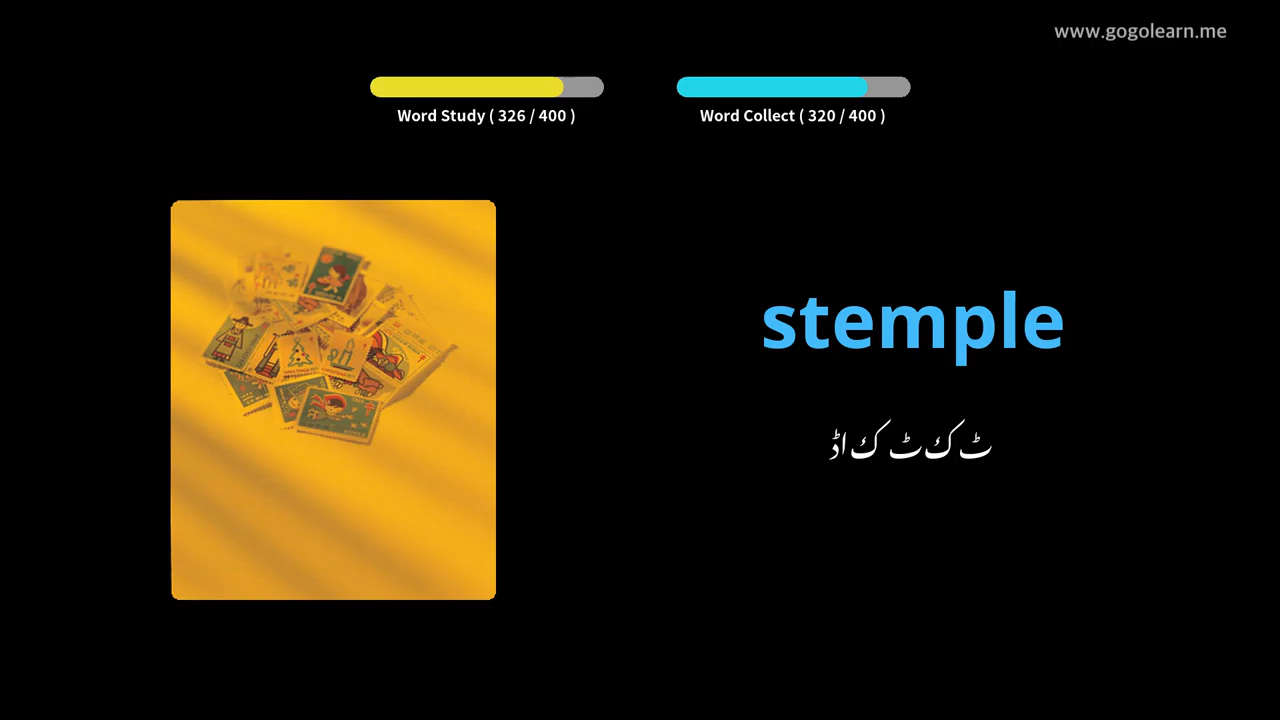 www.gogolearn.me
Word Study ( 326 / 400 )
Word Collect ( 320 / 400 )
stemple
ٹ ک ٹ ک اڈ